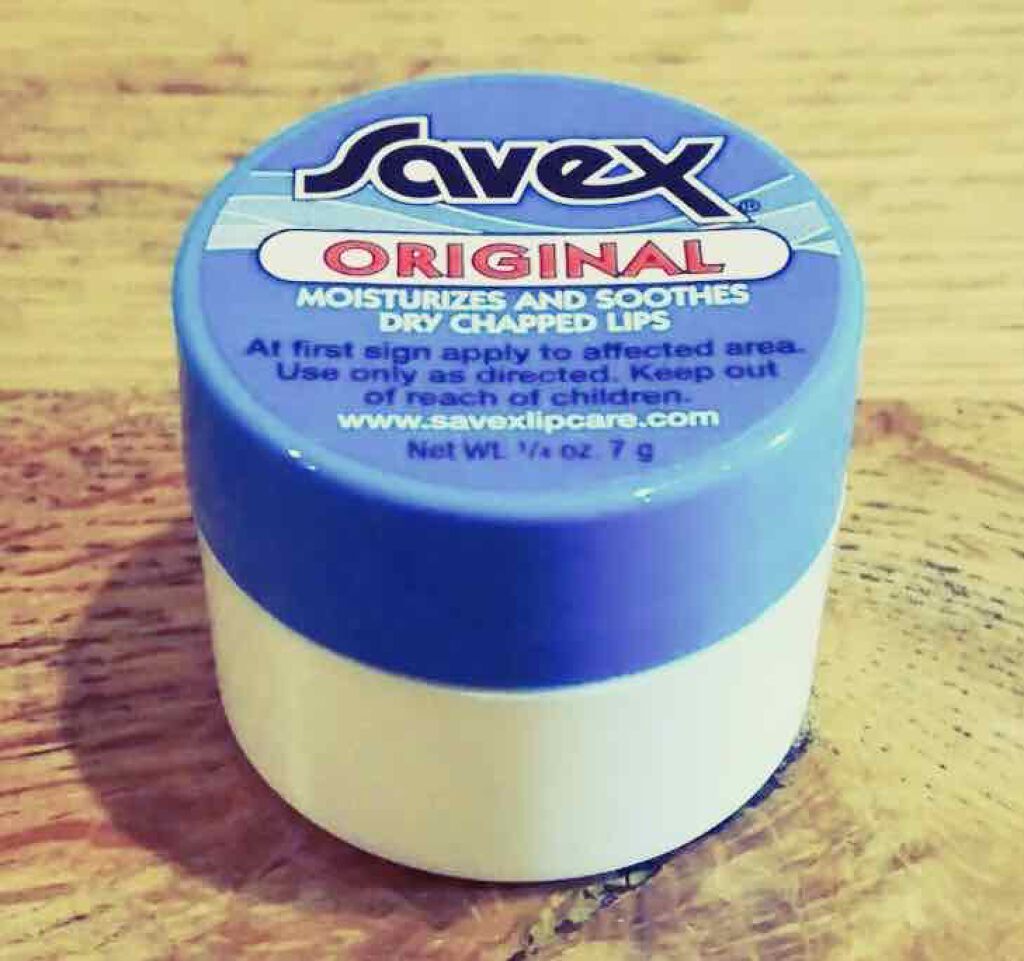 Savex®
ORIGINAL
MOISTURIZES AND SOOTHES
DRY CHAPPED LIPS
At first sign apply to affected area.
Use only as directed. Keep out
of reach of children.
www.savexlipcare.com
Net Wt. 1/4 oz. 7 g